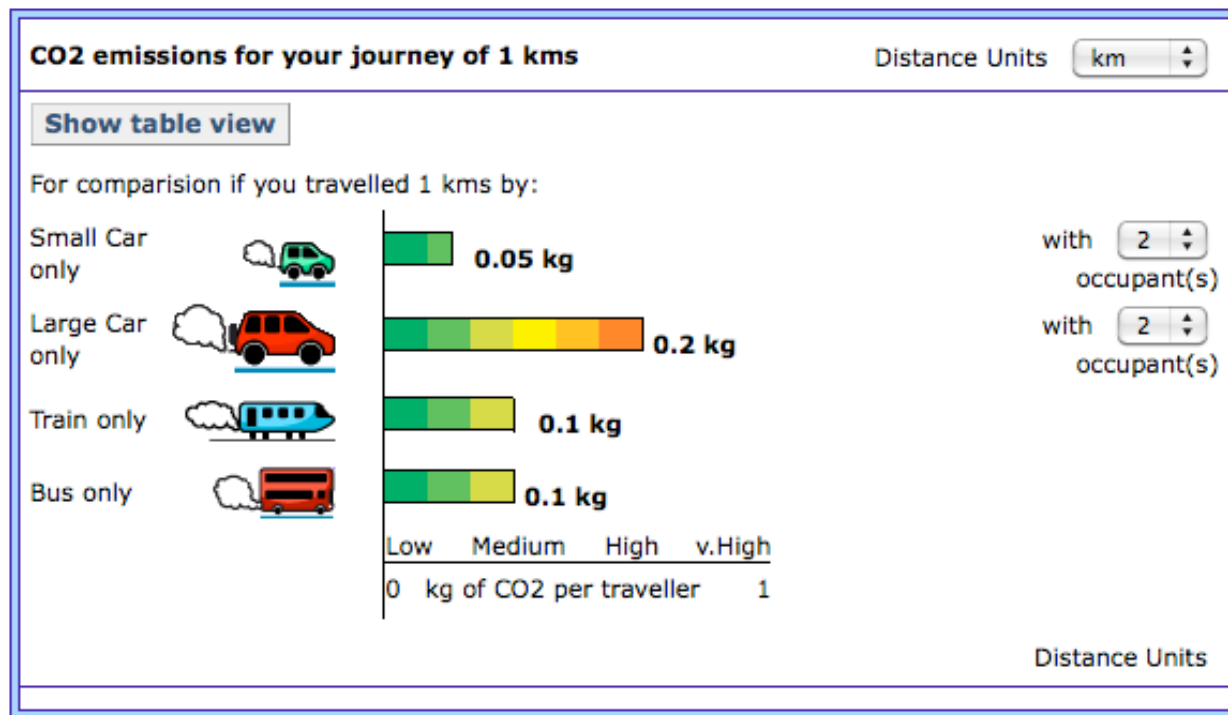 CO2 emissions for your journey of 1 kms
Distance Units km
Show table view
For comparision if you travelled 1 kms by:
Small Car
only
0.05 kg
with 2
occupant(s)
Large Car
only
0.2 kg
with 2
occupant(s)
Train only
0.1 kg
Bus only
0.1 kg
Low Medium High v.High
0 kg of CO2 per traveller 1
Distance Units